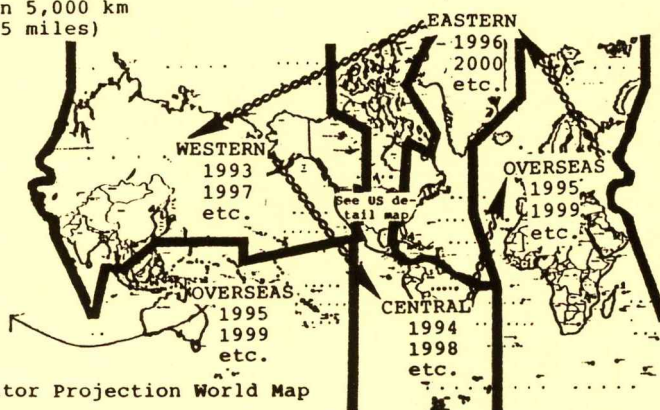 n 5,000 km
5 miles)
EASTERN
1996
2000
etc.
WESTERN
1993
1997
etc.
See US de-
tail map
OVERSEAS
1995
1999
etc.
OVERSEAS
1995
1999
etc.
CENTRAL
1994
1998
etc.
tor Projection World Map